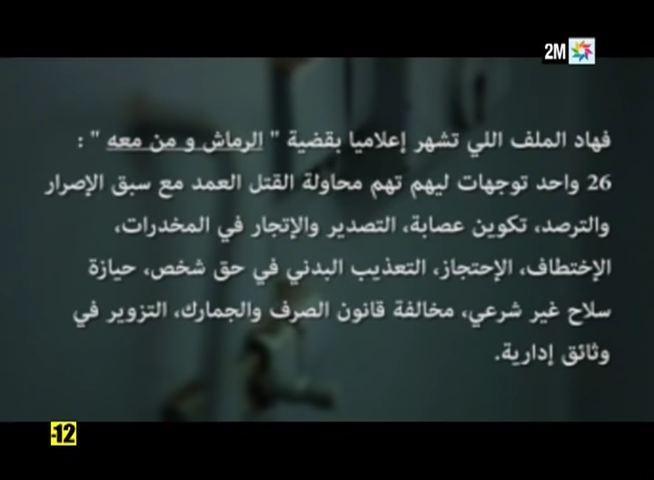 2M
فهاد الملف اللي تشهر إعلاميا بقضية " الرماش و من معه " :
26 واحد توجهات ليهم تهم محاولة القتل العمد مع سبق الإصرار
والترصد، تكوين عصابة، التصدير والإتجار في المخدرات،
الإختطاف، الإحتجاز، التعذيب البدني في حق شخص، حيازة
سلاح غير شرعي، مخالفة قانون الصرف والجمارك، التزوير في
وثائق إدارية.
-12